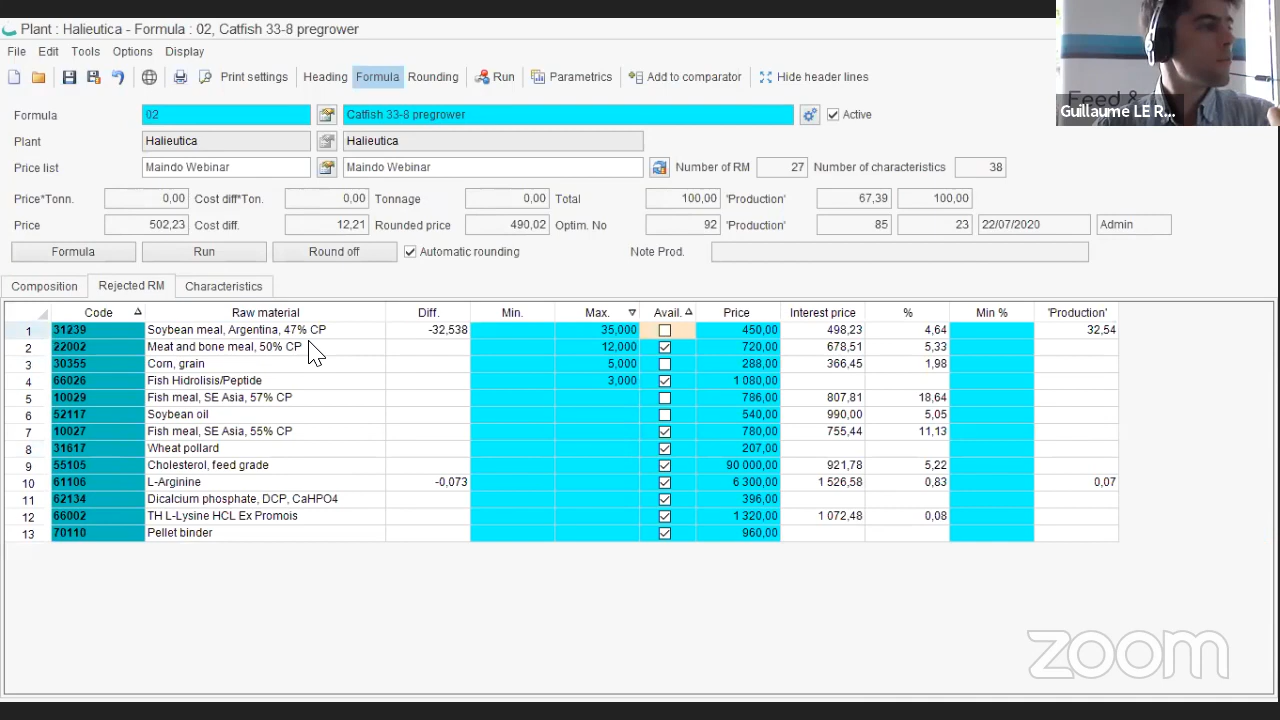 Plant : Halieutica - Formula : 02, Catfish 33-8 pregrower
File Edit Tools Options Display
Print settings Heading Formula Rounding Run Parametrics Add to comparator Hide header lines
Formula 02 Catfish 33-8 pregrower Active
Plant Halieutica Halieutica
Price list Maindo Webinar Maindo Webinar Number of RM 27 Number of characteristics 38
Price*Tonn. 0,00 Cost diff*Ton. 0,00 Tonnage 0,00 Total 100,00 'Production' 67,39 100,00
Price 502,23 Cost diff. 12,21 Rounded price 490,02 Optim. No 92 'Production' 85 23 22/07/2020 Admin
Formula Run Round off Automatic rounding Note Prod.
Composition Rejected RM Characteristics
Code Raw material Diff. Min. Max. Avail. Price Interest price % Min % 'Production'
1 31239 Soybean meal, Argentina, 47% CP -32,538 35,000 450,00 498,23 4,64 32,54
2 22002 Meat and bone meal, 50% CP 12,000 720,00 678,51 5,33
3 30355 Corn, grain 5,000 288,00 366,45 1,98
4 66026 Fish Hidrolisis/Peptide 3,000 1 080,00
5 10029 Fish meal, SE Asia, 57% CP 786,00 807,81 18,64
6 52117 Soybean oil 540,00 990,00 5,05
7 10027 Fish meal, SE Asia, 55% CP 780,00 755,44 11,13
8 31617 Wheat pollard 207,00
9 55105 Cholesterol, feed grade 90 000,00 921,78 5,22
10 61106 L-Arginine -0,073 6 300,00 1 526,58 0,83 0,07
11 62134 Dicalcium phosphate, DCP, CaHPO4 396,00
12 66002 TH L-Lysine HCL Ex Promois 1 320,00 1 072,48 0,08
13 70110 Pellet binder 960,00
Feed &
Guillaume LE R...
zoom